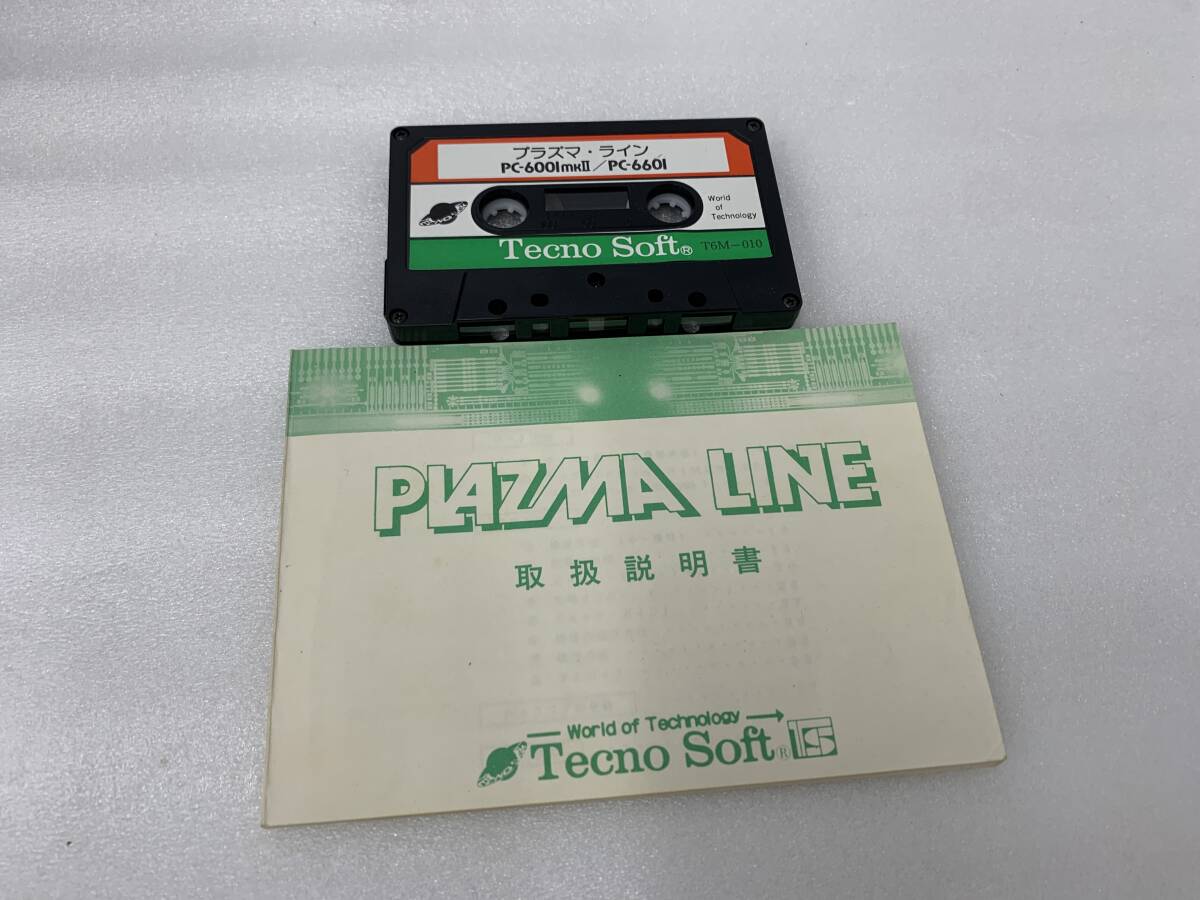 プラズマ・ライン
PC-6001mkII/PC-6601
World
of
Technology
Tecno Soft®
T6M-010
PLAZMA LINE
取扱説明書
World of Technology
Tecno Soft®